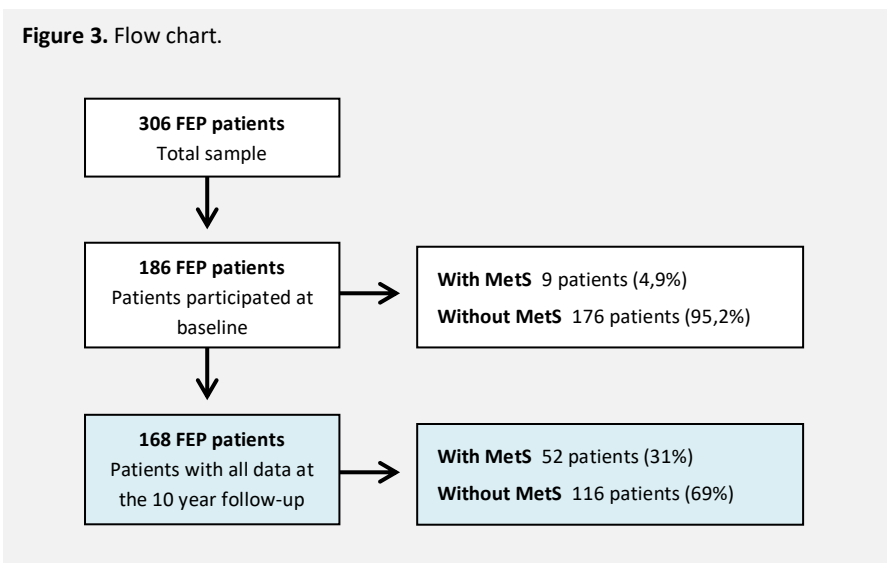 Figure 3. Flow chart.
306 FEP patients
Total sample
186 FEP patients
Patients participated at
baseline
With MetS 9 patients (4,9%)
Without MetS 176 patients (95,2%)
168 FEP patients
Patients with all data at
the 10 year follow-up
With MetS 52 patients (31%)
Without MetS 116 patients (69%)